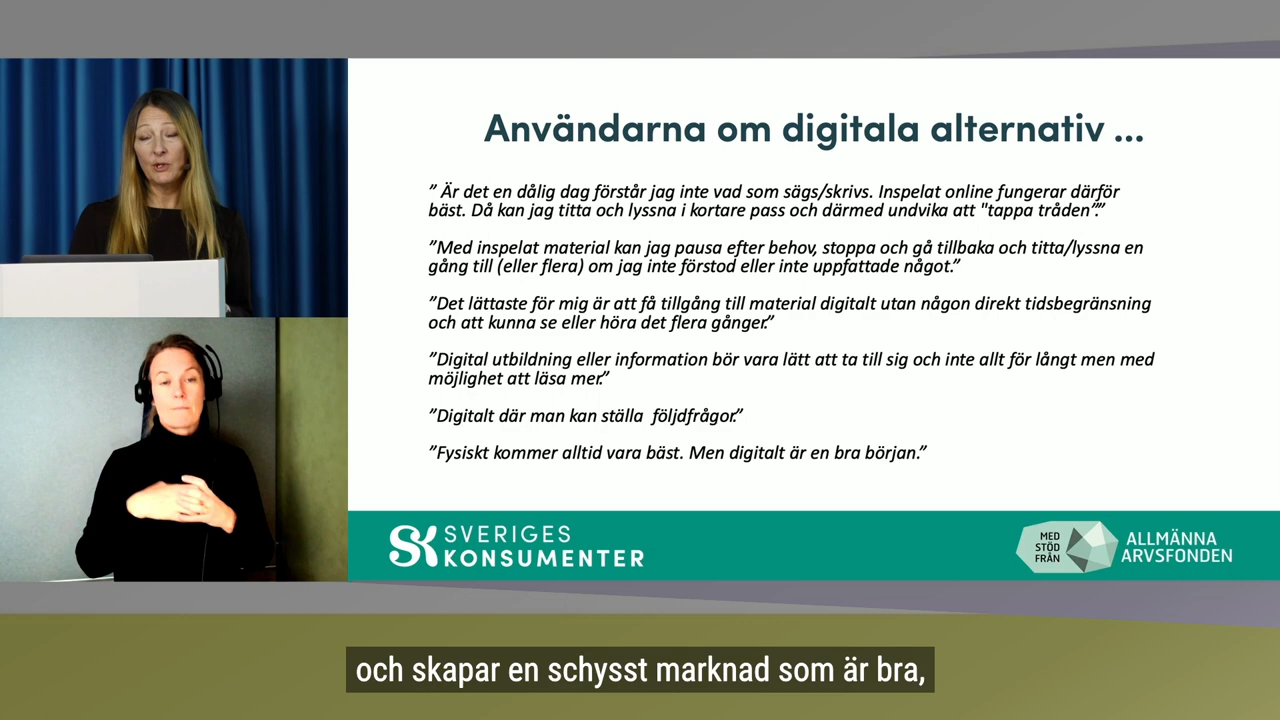 Användarna om digitala alternativ ...
” Är det en dålig dag förstår jag inte vad som sägs/skrivs. Inspelat online fungerar därför
bäst. Då kan jag titta och lyssna i kortare pass och därmed undvika att "tappa tråden”.”
”Med inspelat material kan jag pausa efter behov, stoppa och gå tillbaka och titta/lyssna en
gång till (eller flera) om jag inte förstod eller inte uppfattade något.”
”Det lättaste för mig är att få tillgång till material digitalt utan någon direkt tidsbegränsning
och att kunna se eller höra det flera gånger.”
”Digital utbildning eller information bör vara lätt att ta till sig och inte allt för långt men med
möjlighet att läsa mer.”
”Digitalt där man kan ställa  följdfrågor.”
”Fysiskt kommer alltid vara bäst. Men digitalt är en bra början.”
SK SVERIGES
KONSUMENTER
MED
STÖD
FRÅN
ALLMÄNNA
ARVSFONDEN
och skapar en schysst marknad som är bra,